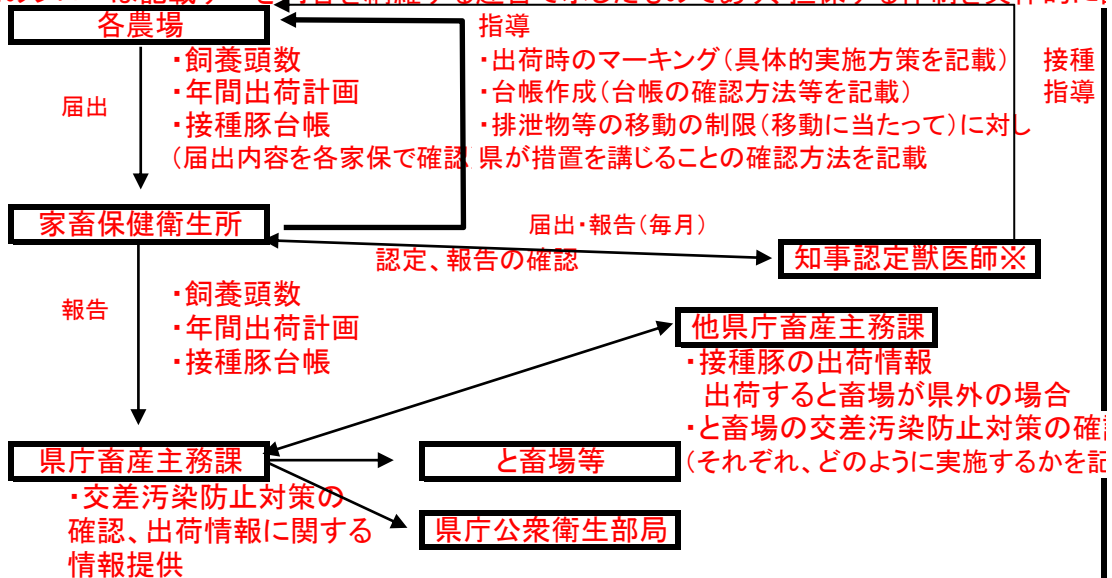 各農場
指導
・飼養頭数
・年間出荷計画
・接種豚台帳
(届出内容を各家保で確認
届出
・出荷時のマーキング(具体的実施方策を記載)
・台帳作成(台帳の確認方法等を記載)
・排泄物等の移動の制限(移動に当たって)に対し
県が措置を講じることの確認方法を記載
接種
指導
家畜保健衛生所
届出・報告(毎月)
認定、報告の確認
知事認定獣医師※
報告
・飼養頭数
・年間出荷計画
・接種豚台帳
他県庁畜産主務課
・接種豚の出荷情報
出荷すると畜場が県外の場合
・と畜場の交差汚染防止対策の確
(それぞれ、どのように実施するかを記
県庁畜産主務課
と畜場等
・交差汚染防止対策の
確認、出荷情報に関する
情報提供
県庁公衆衛生部局